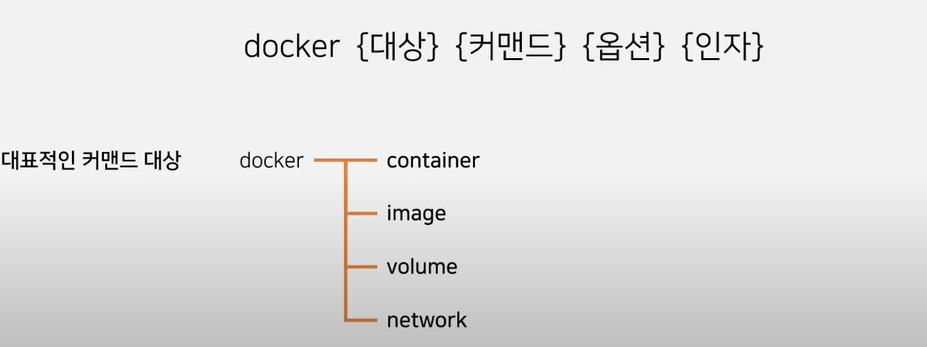 docker {대상} {커맨드} {옵션} {인자}
대표적인 커맨드 대상 docker container
image
volume
network